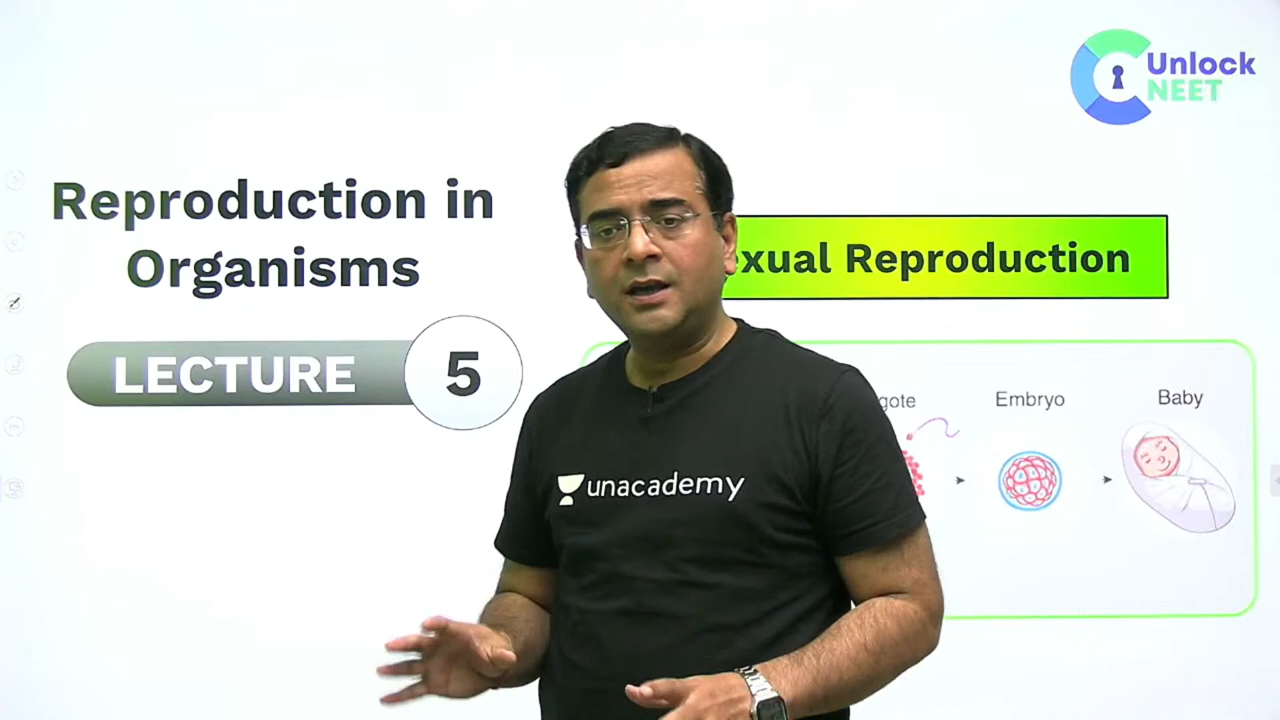 Unlock
NEET
Reproduction in
Organisms
xual Reproduction
LECTURE 5
gote
Embryo
Baby
unacademy